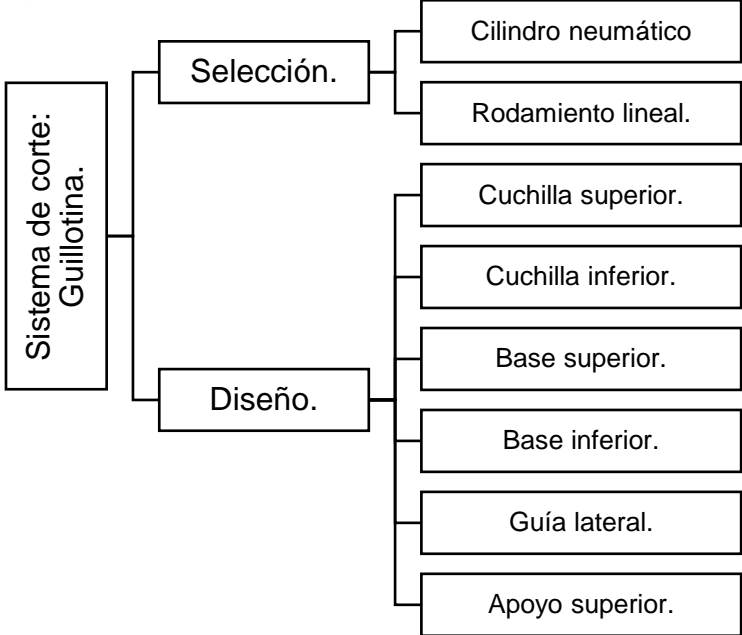 Sistema de corte:
Guillotina.
Selección.
Cilindro neumático
Rodamiento lineal.
Diseño.
Cuchilla superior.
Cuchilla inferior.
Base superior.
Base inferior.
Guía lateral.
Apoyo superior.